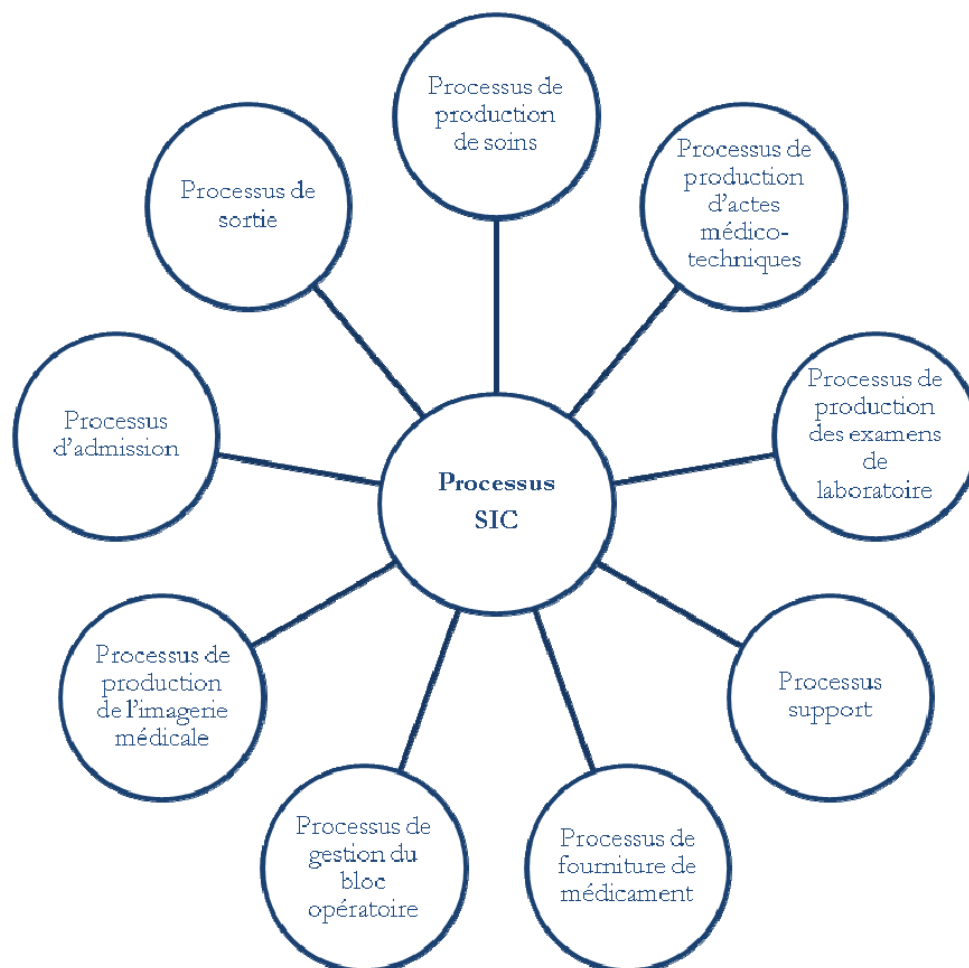 Processus de
production
de soins
Processus de
production
d'actes
médico-
techniques
Processus de
production
des examens
de
laboratoire
Processus
support
Processus de
fourniture de
médicament
Processus de
gestion du
bloc
opératoire
Processus de
production
de l'imagerie
médicale
Processus
d'admission
Processus de
sortie
Processus
SIC